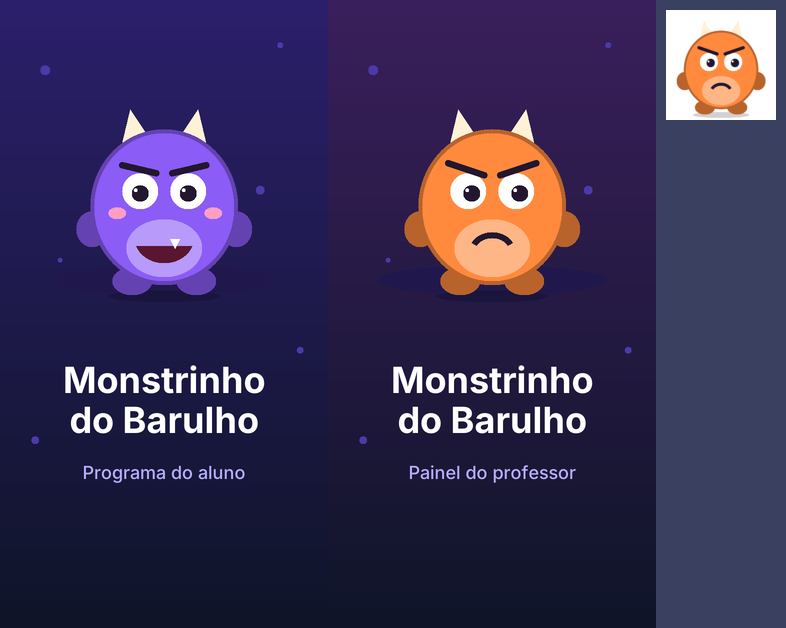 Monstrinho
do Barulho
Programa do aluno
Monstrinho
do Barulho
Painel do professor